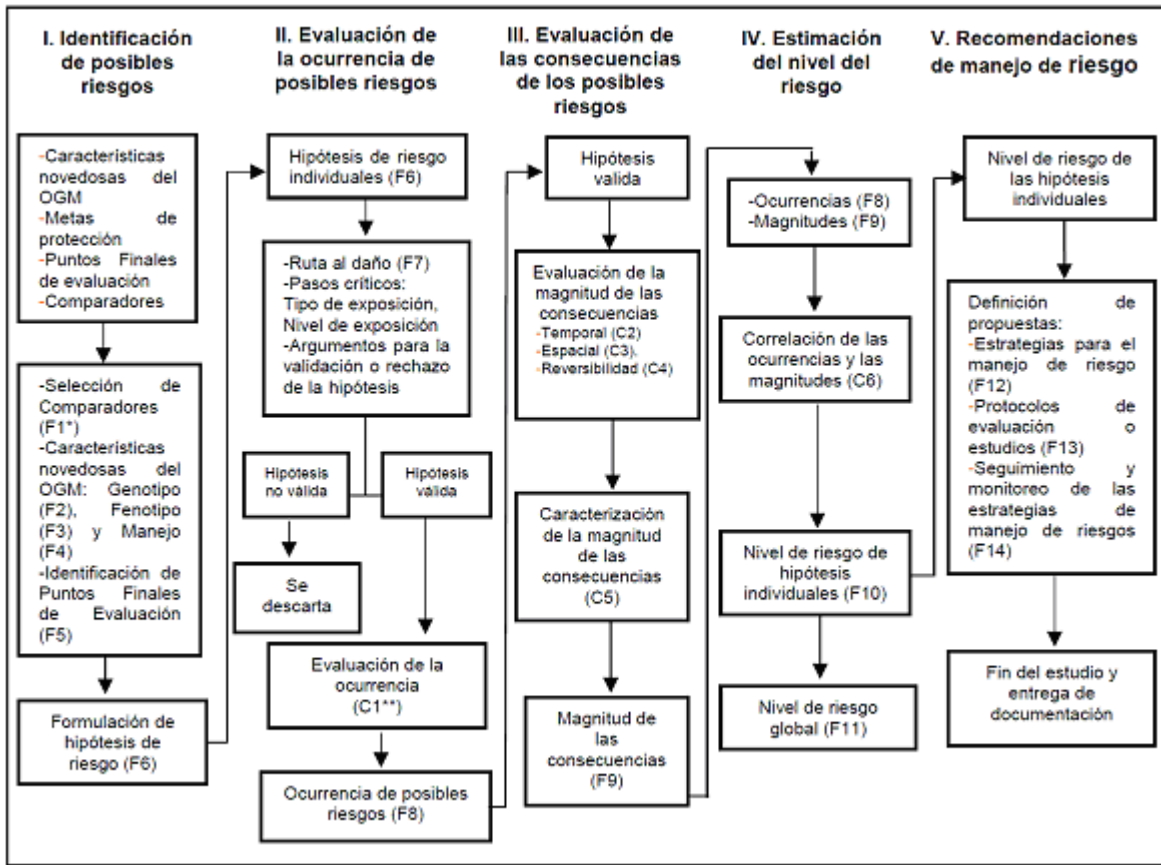 I. Identificación
de posibles
riesgos
-Características
novedosas del
OGM
-Metas de
protección
-Puntos Finales
de evaluación
-Comparadores
-Selección de
Comparadores
(F1*)
-Características
novedosas del
OGM: Genotipo
(F2), Fenotipo
(F3) y Manejo
(F4)
-Identificación de
Puntos Finales
de Evaluación
(F5)
Formulación de
hipótesis de
riesgo (F6)
II. Evaluación de
la ocurrencia de
posibles riesgos
Hipótesis de riesgo
individuales (F6)
-Ruta al daño (F7)
-Pasos críticos:
Tipo de exposición,
Nivel de exposición
-Argumentos para la
validación o rechazo
de la hipótesis
Hipótesis
no válida
Hipótesis
válida
Se
descarta
Evaluación de la
ocurrencia
(C1**)
Ocurrencia de posibles
riesgos (F8)
III. Evaluación de
las consecuencias
de los posibles
riesgos
Hipótesis
valida
Evaluación de la
magnitud de las
consecuencias
-Temporal (C2)
-Espacial (C3),
-Reversibilidad (C4)
Caracterización de
la magnitud
de las
consecuencias
(C5)
Magnitud de
las
consecuencias
(F9)
IV. Estimación
del nivel del
riesgo
-Ocurrencias (F8)
-Magnitudes (F9)
Correlación de las
ocurrencias y las
magnitudes (C6)
Nivel de riesgo de
hipótesis
individuales (F10)
Nivel de riesgo
global (F11)
V. Recomendaciones
de manejo de riesgo
Nivel de riesgo de
las hipótesis
individuales
Definición de
propuestas:
-Estrategias para el
manejo de riesgo
(F12)
-Protocolos de
evaluación o
estudios (F13)
-Seguimiento y
monitoreo de las
estrategias de
manejo de riesgos
(F14)
Fin del estudio y
entrega de
documentación